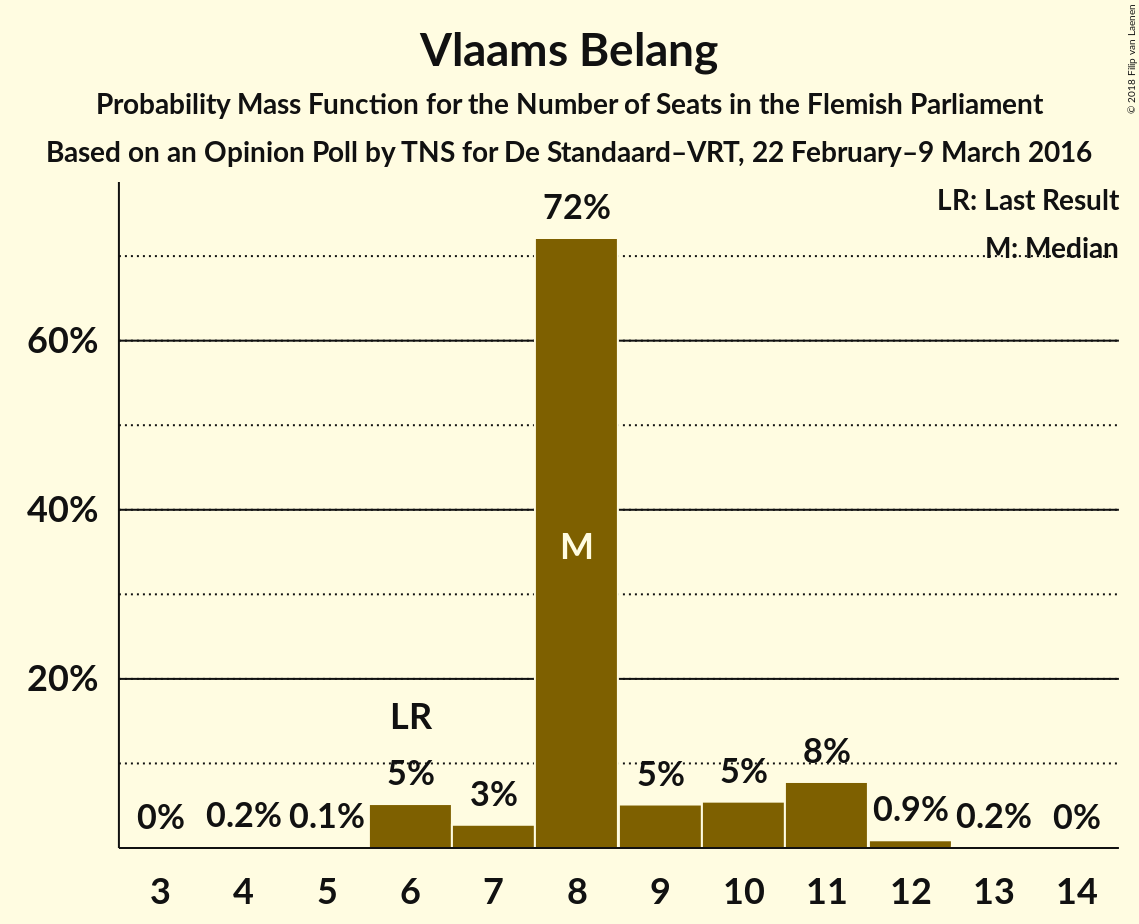 Vlaams Belang
Probability Mass Function for the Number of Seats in the Flemish Parliament
Based on an Opinion Poll by TNS for De Standaard–VRT, 22 February–9 March 2016
© 2018 Filip van Laenen
LR: Last Result
M: Median
72%
60%
40%
M
20%
LR
0% 0.2% 0.1% 5% 3% 5% 5% 8% 0.9% 0.2% 0%
3 4 5 6 7 8 9 10 11 12 13 14